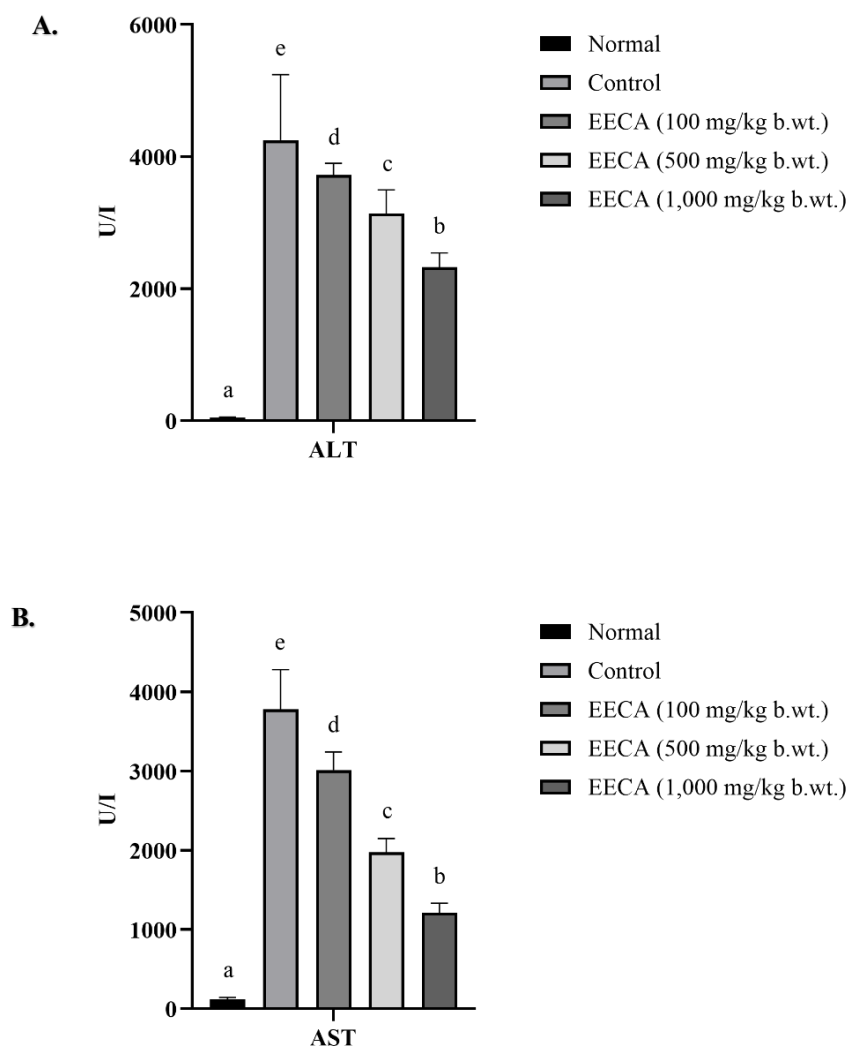 A.
6000
4000
2000
0
U/I
a
e
d
c
b
ALT
Normal
Control
EECA (100 mg/kg b.wt.)
EECA (500 mg/kg b.wt.)
EECA (1,000 mg/kg b.wt.)
B.
5000
4000
3000
2000
1000
0
U/I
a
e
d
c
b
AST
Normal
Control
EECA (100 mg/kg b.wt.)
EECA (500 mg/kg b.wt.)
EECA (1,000 mg/kg b.wt.)